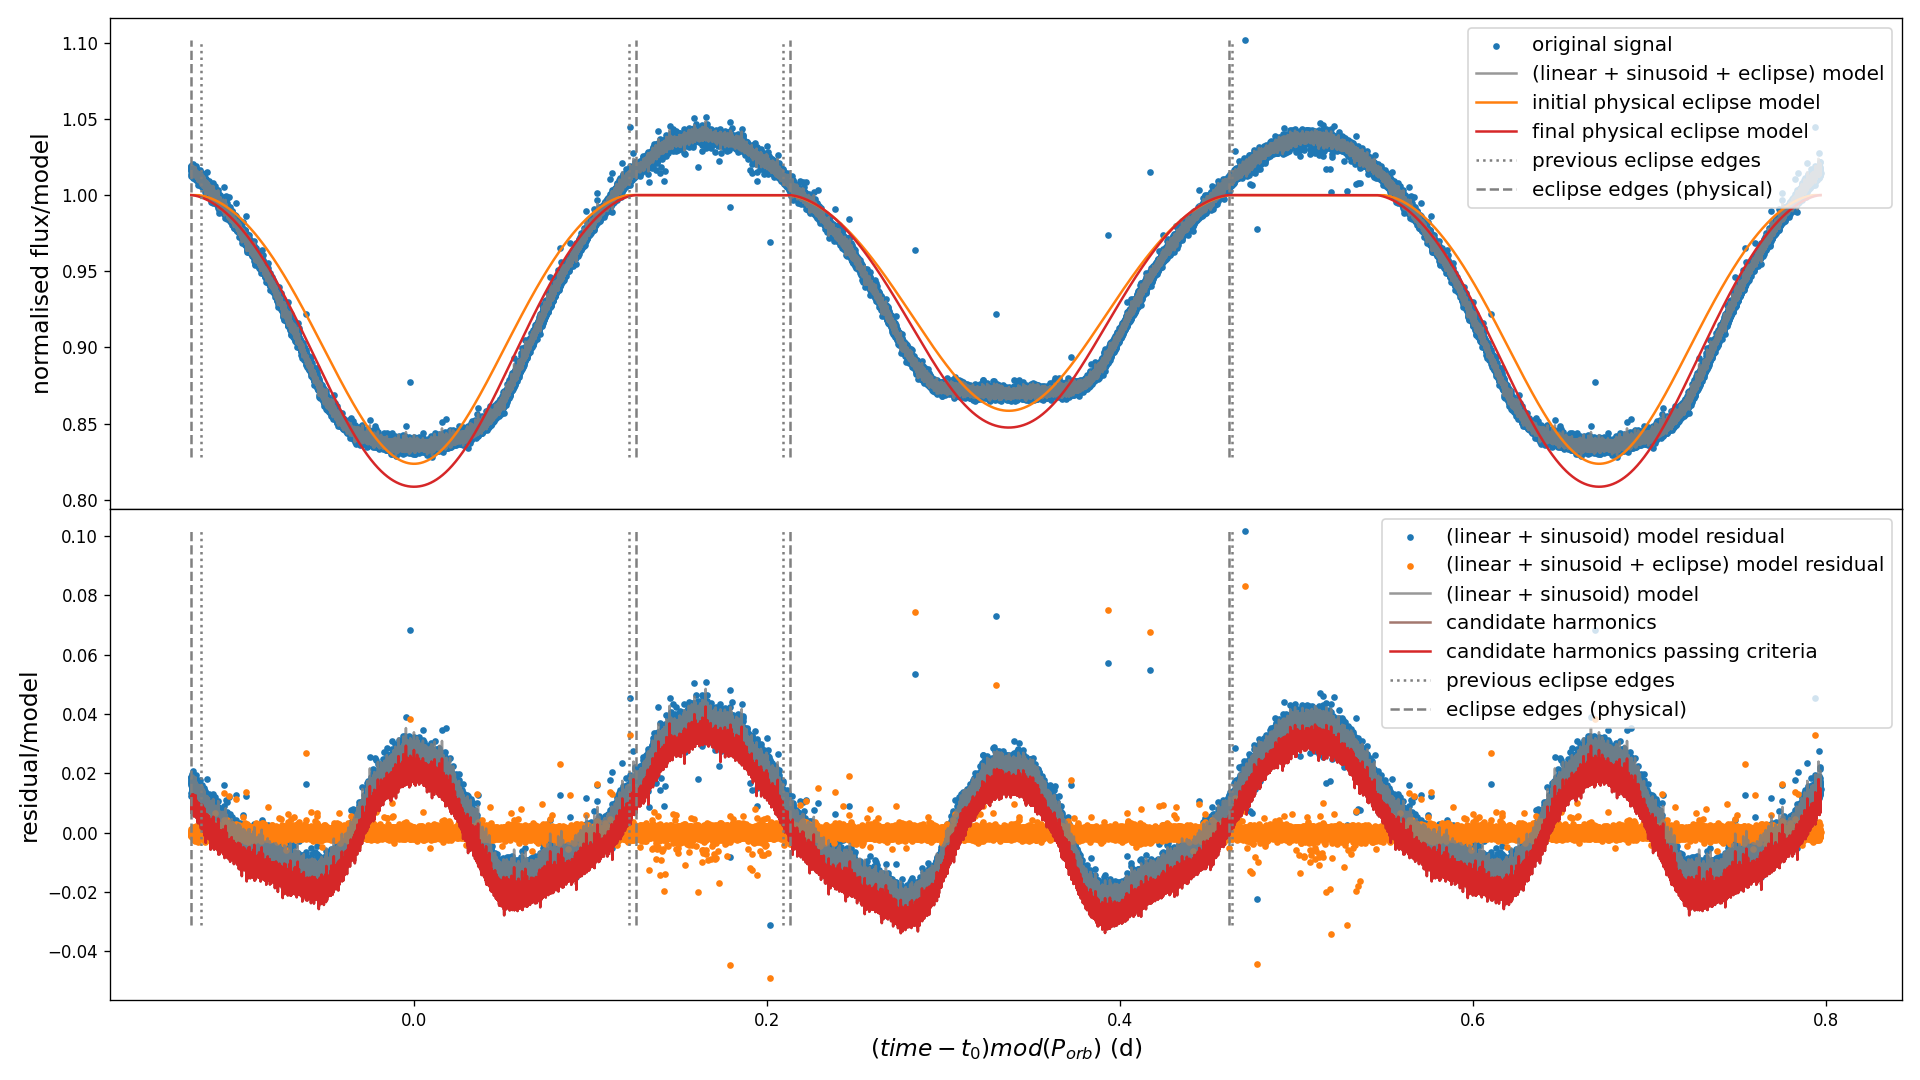 normalised flux/model
1.10
1.05
1.00
0.95
0.90
0.85
0.80
original signal
(linear + sinusoid + eclipse) model
initial physical eclipse model
final physical eclipse model
previous eclipse edges
eclipse edges (physical)
residual/model
0.10
0.08
0.06
0.04
0.02
0.00
−0.02
−0.04
(linear + sinusoid) model residual
(linear + sinusoid + eclipse) model residual
(linear + sinusoid) model
candidate harmonics
candidate harmonics passing criteria
previous eclipse edges
eclipse edges (physical)
0.0 0.2 0.4 0.6 0.8
(time − t₀)mod(P_orb) (d)